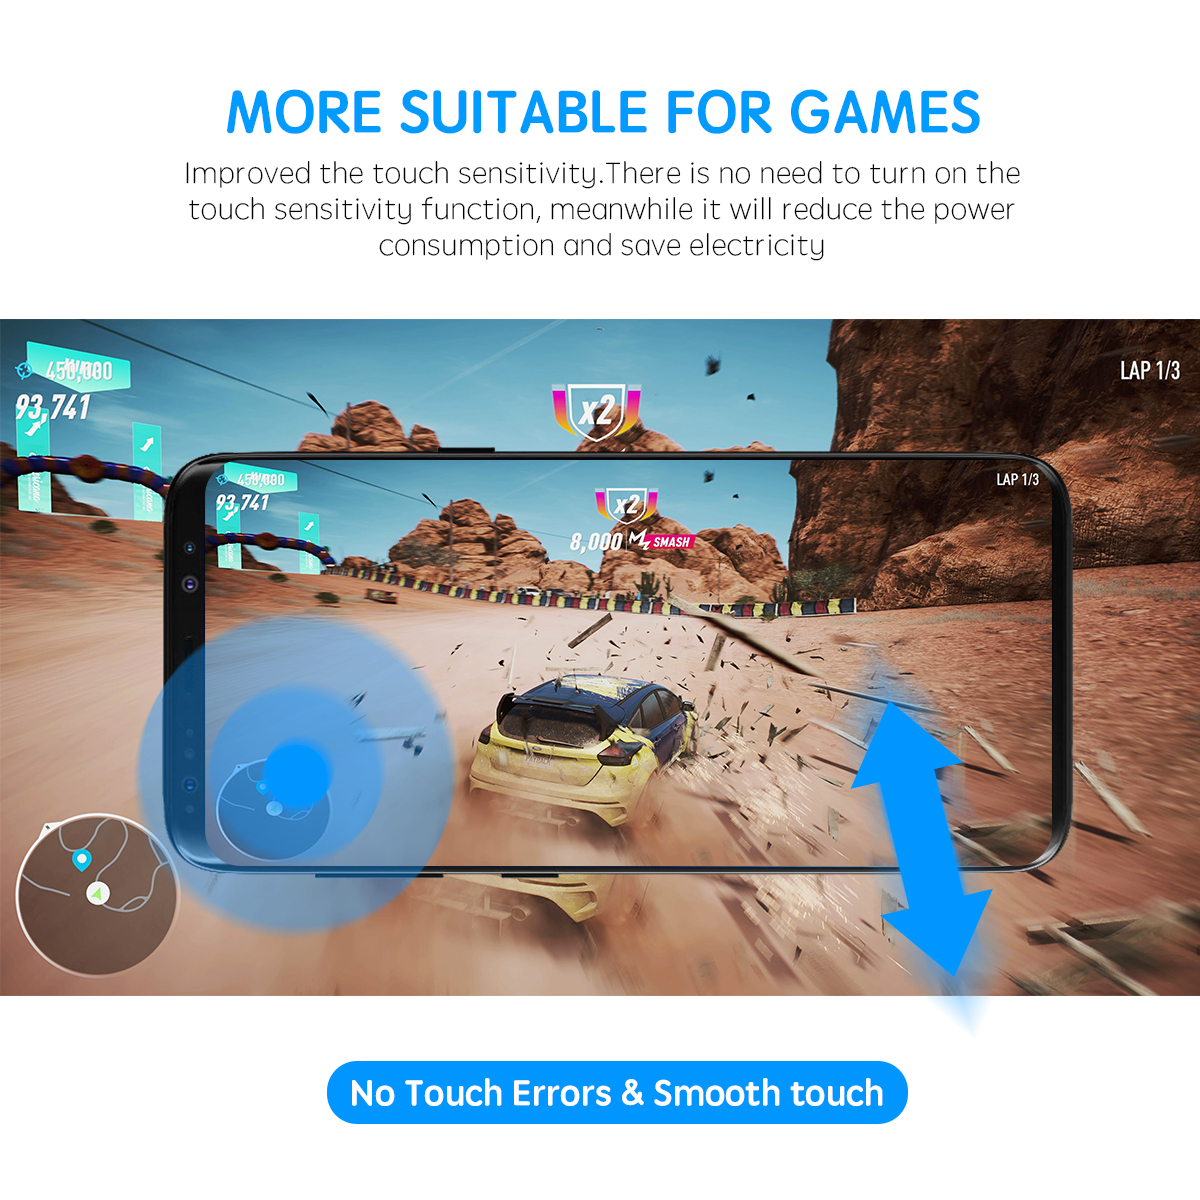 MORE SUITABLE FOR GAMES
Improved the touch sensitivity.There is no need to turn on the
touch sensitivity function, meanwhile it will reduce the power
consumption and save electricity
450,000
93,741
x2
LAP 1/3
450,000
93,741
x2
LAP 1/3
8,000 SMASH
No Touch Errors & Smooth touch